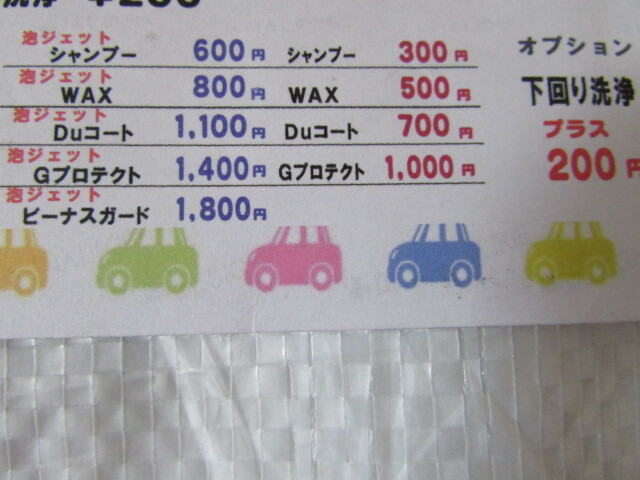 洗浄 ¥200
泡ジェット
シャンプー 600円 シャンプー 300円
泡ジェット
WAX 800円 WAX 500円
泡ジェット
Duコート 1,100円 Duコート 700円
泡ジェット
Gプロテクト 1,400円 Gプロテクト 1,000円
泡ジェット
ビーナスガード 1,800円
オプション
下回り洗浄
プラス
200円